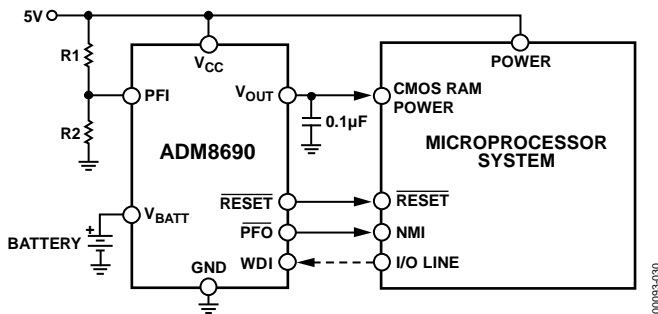 5V
R1
VCC
POWER
PFI
VOUT
CMOS RAM
POWER
R2
0.1µF
ADM8690
MICROPROCESSOR
SYSTEM
VBATT
RESET
RESET
BATTERY
+
PFO
NMI
GND
WDI
I/O LINE
00093-030